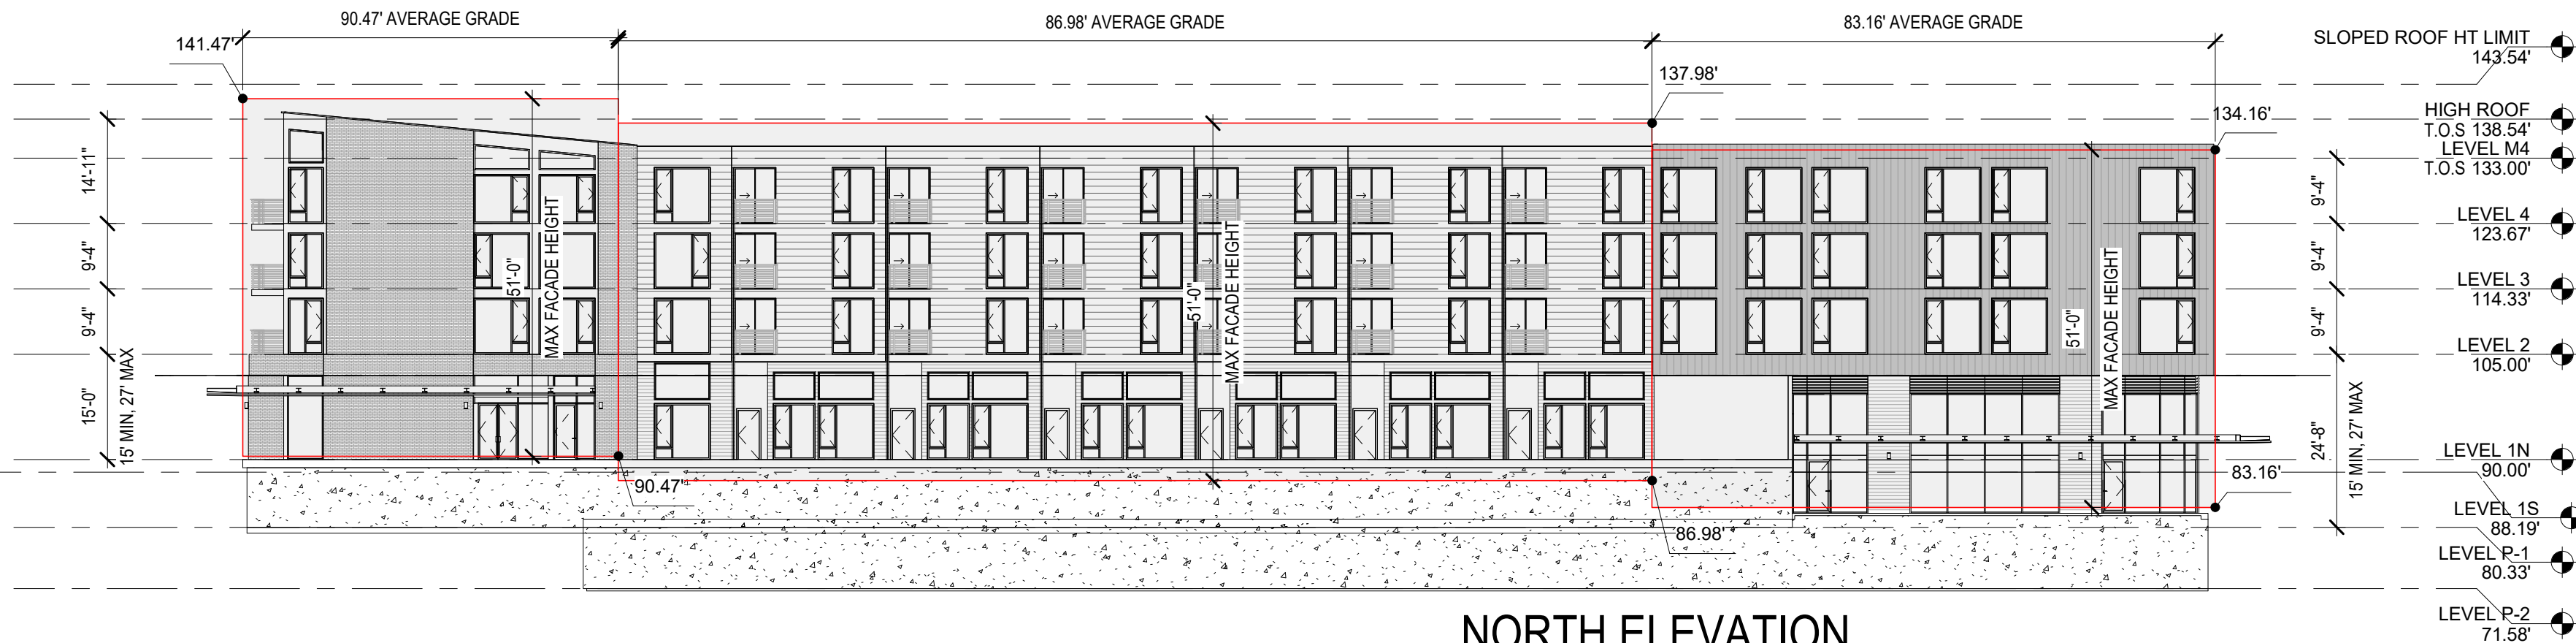 90.47' AVERAGE GRADE
86.98' AVERAGE GRADE
83.16' AVERAGE GRADE
141.47'
137.98'
134.16'
SLOPED ROOF HT LIMIT
143.54'
HIGH ROOF
T.O.S 138.54'
LEVEL M4
T.O.S 133.00'
LEVEL 4
123.67'
LEVEL 3
114.33'
LEVEL 2
105.00'
LEVEL 1N
90.00'
LEVEL 1S
88.19'
LEVEL P-1
80.33'
LEVEL P-2
71.58'
14'-11"
9'-4"
9'-4"
15'-0"
15' MIN, 27' MAX
51'-0"
MAX FACADE HEIGHT
51'-0"
MAX FACADE HEIGHT
51'-0"
MAX FACADE HEIGHT
9'-4"
9'-4"
9'-4"
24'-8"
15' MIN, 27' MAX
90.47'
86.98'
83.16'
NORTH ELEVATION